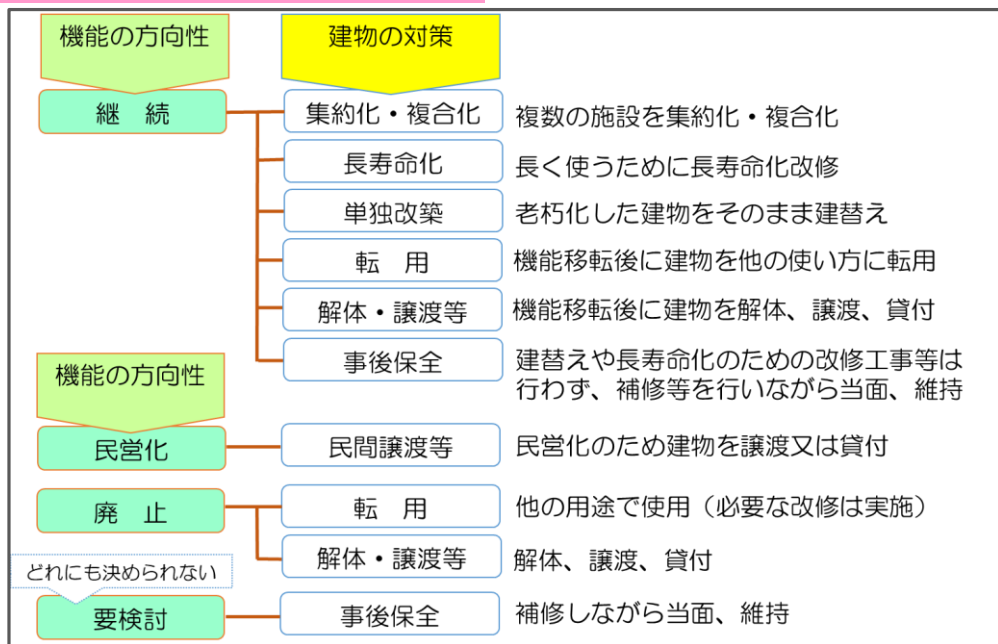 機能の方向性
建物の対策
継　続
集約化・複合化
複数の施設を集約化・複合化
長寿命化
長く使うために長寿命化改修
単独改築
老朽化した建物をそのまま建替え
転　用
機能移転後に建物を他の使い方に転用
解体・譲渡等
機能移転後に建物を解体、譲渡、貸付
事後保全
建替えや長寿命化のための改修工事等は
行わず、補修等を行いながら当面、維持
機能の方向性
民営化
民間譲渡等
民営化のため建物を譲渡又は貸付
廃　止
転　用
他の用途で使用（必要な改修は実施）
解体・譲渡等
解体、譲渡、貸付
どれにも決められない
要検討
事後保全
補修しながら当面、維持